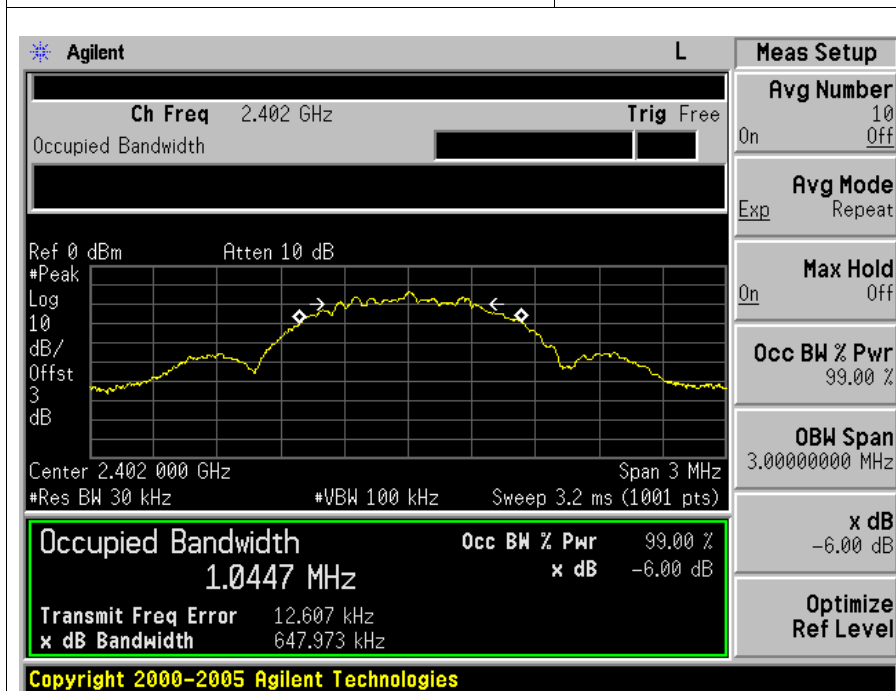 Agilent L Meas Setup
Ch Freq 2.402 GHz Trig Free
Occupied Bandwidth
Ref 0 dBm Atten 10 dB
#Peak
Log
10
dB/
Offst
3
dB
Center 2.402 000 GHz Span 3 MHz
#Res BW 30 kHz #VBW 100 kHz Sweep 3.2 ms (1001 pts)
Occupied Bandwidth Occ BW % Pwr 99.00 %
1.0447 MHz x dB -6.00 dB
Transmit Freq Error 12.607 kHz
x dB Bandwidth 647.973 kHz
Avg Number
10
On Off
Avg Mode
Exp Repeat
Max Hold
On Off
Occ BW % Pwr
99.00 %
OBW Span
3.00000000 MHz
x dB
-6.00 dB
Optimize
Ref Level
Copyright 2000-2005 Agilent Technologies